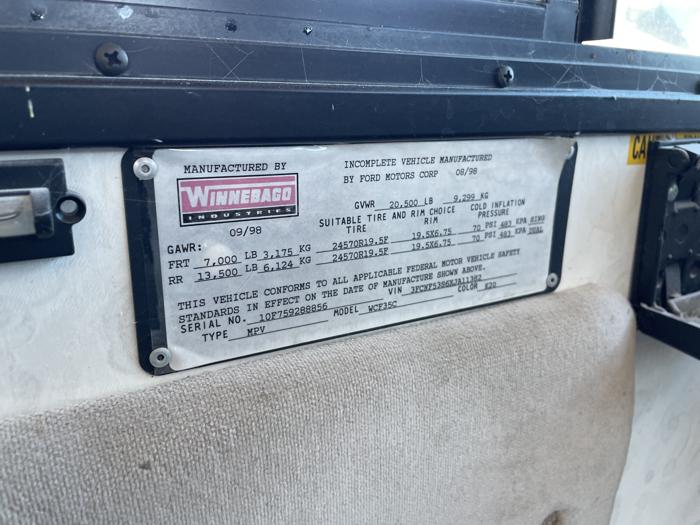 MANUFACTURED BY
WINNEBAGO
INDUSTRIES
09/98
INCOMPLETE VEHICLE MANUFACTURED
BY FORD MOTORS CORP 08/98
GVWR 20,500 LB 9,299 KG
SUITABLE TIRE AND RIM CHOICE COLD INFLATION
GAWR: TIRE RIM PRESSURE
FRT 7,000 LB 3,175 KG 24570R19.5F 19.5X6.75 70 PSI 483 KPA SING
RR 13,500 LB 6,124 KG 24570R19.5F 19.5X6.75 70 PSI 483 KPA DUAL
THIS VEHICLE CONFORMS TO ALL APPLICABLE FEDERAL MOTOR VEHICLE SAFETY
STANDARDS IN EFFECT ON THE DATE OF MANUFACTURE SHOWN ABOVE.
VIN 3FCNF53S6XJA11382
SERIAL NO. 10F759288856 MODEL WCF35C COLOR K20
TYPE MPV